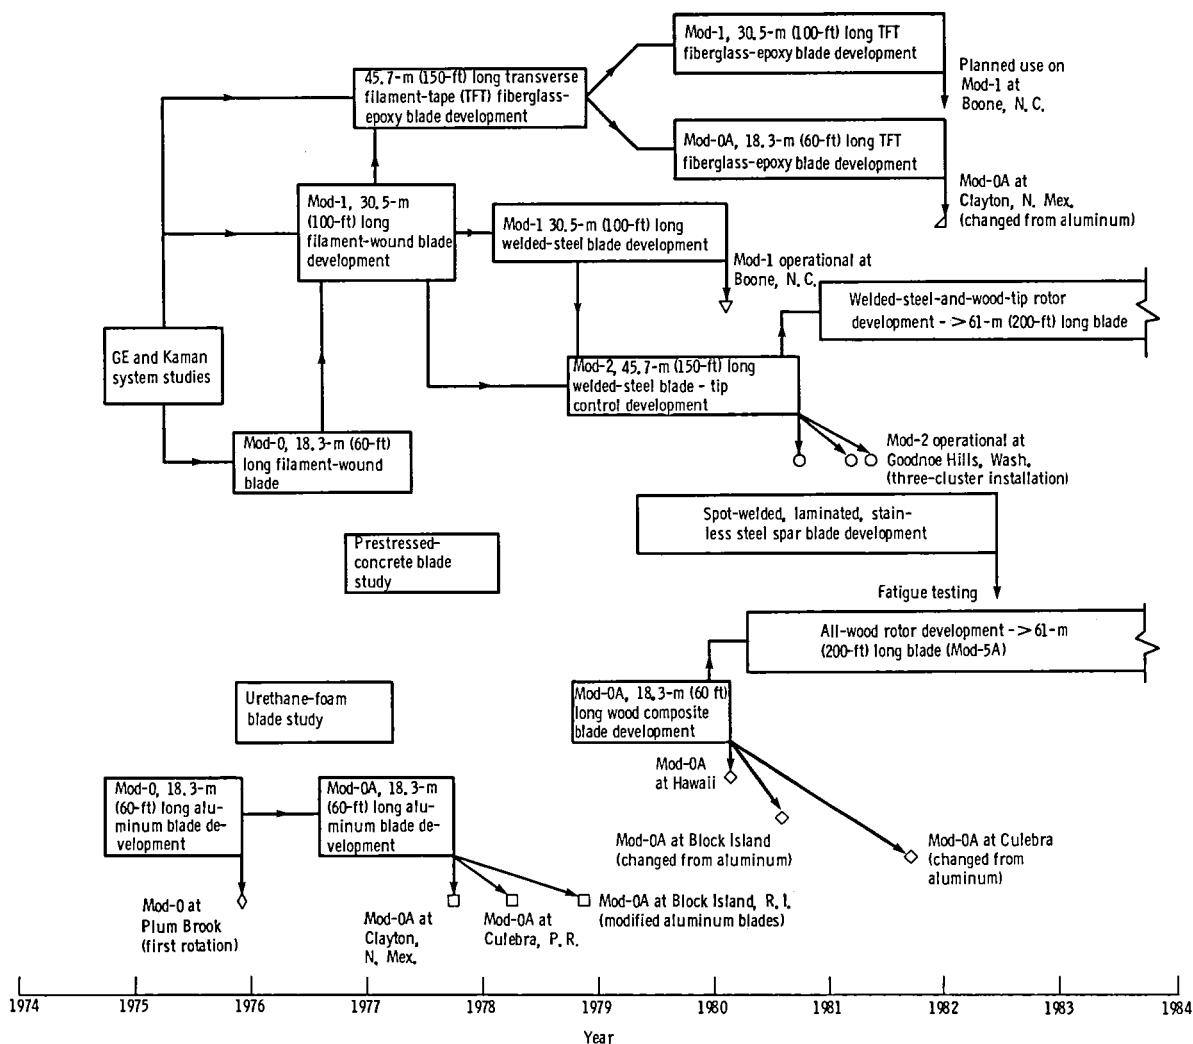 Mod-1, 30.5-m (100-ft) long TFT
fiberglass-epoxy blade development
Planned use on
Mod-1 at
Boone, N.C.
45.7-m (150-ft) long transverse
filament-tape (TFT) fiberglass-
epoxy blade development
Mod-0A, 18.3-m (60-ft) long TFT
fiberglass-epoxy blade development
Mod-0A at
Clayton, N. Mex.
(changed from aluminum)
Mod-1, 30.5-m
(100-ft) long
filament-wound blade
development
Mod-1 30.5-m (100-ft) long
welded-steel blade development
Mod-1 operational at
Boone, N.C.
Welded-steel-and-wood-tip rotor
development - >61-m (200-ft) long blade
GE and Kaman
system studies
Mod-2, 45.7-m (150-ft) long
welded-steel blade - tip
control development
Mod-0, 18.3-m (60-ft)
long filament-wound
blade
Mod-2 operational at
Goodnoe Hills, Wash.
(three-cluster installation)
Spot-welded, laminated, stain-
less steel spar blade development
Prestressed-
concrete blade
study
Fatigue testing
All-wood rotor development - >61-m
(200-ft) long blade (Mod-5A)
Urethane-foam
blade study
Mod-0A, 18.3-m (60 ft)
long wood composite
blade development
Mod-0A
at Hawaii
Mod-0, 18.3-m
(60-ft) long alu-
minum blade de-
velopment
Mod-0A, 18.3-m
(60-ft) long alu-
minum blade de-
velopment
Mod-0A at Block Island
(changed from aluminum)
Mod-0A at Culebra
(changed from
aluminum)
Mod-0 at
Plum Brook
(first rotation)
Mod-0A at
Clayton,
N. Mex.
Mod-0A at
Culebra, P.R.
Mod-0A at Block Island, R.I.
(modified aluminum blades)
1974 1975 1976 1977 1978 1979 1980 1981 1982 1983 1984
Year